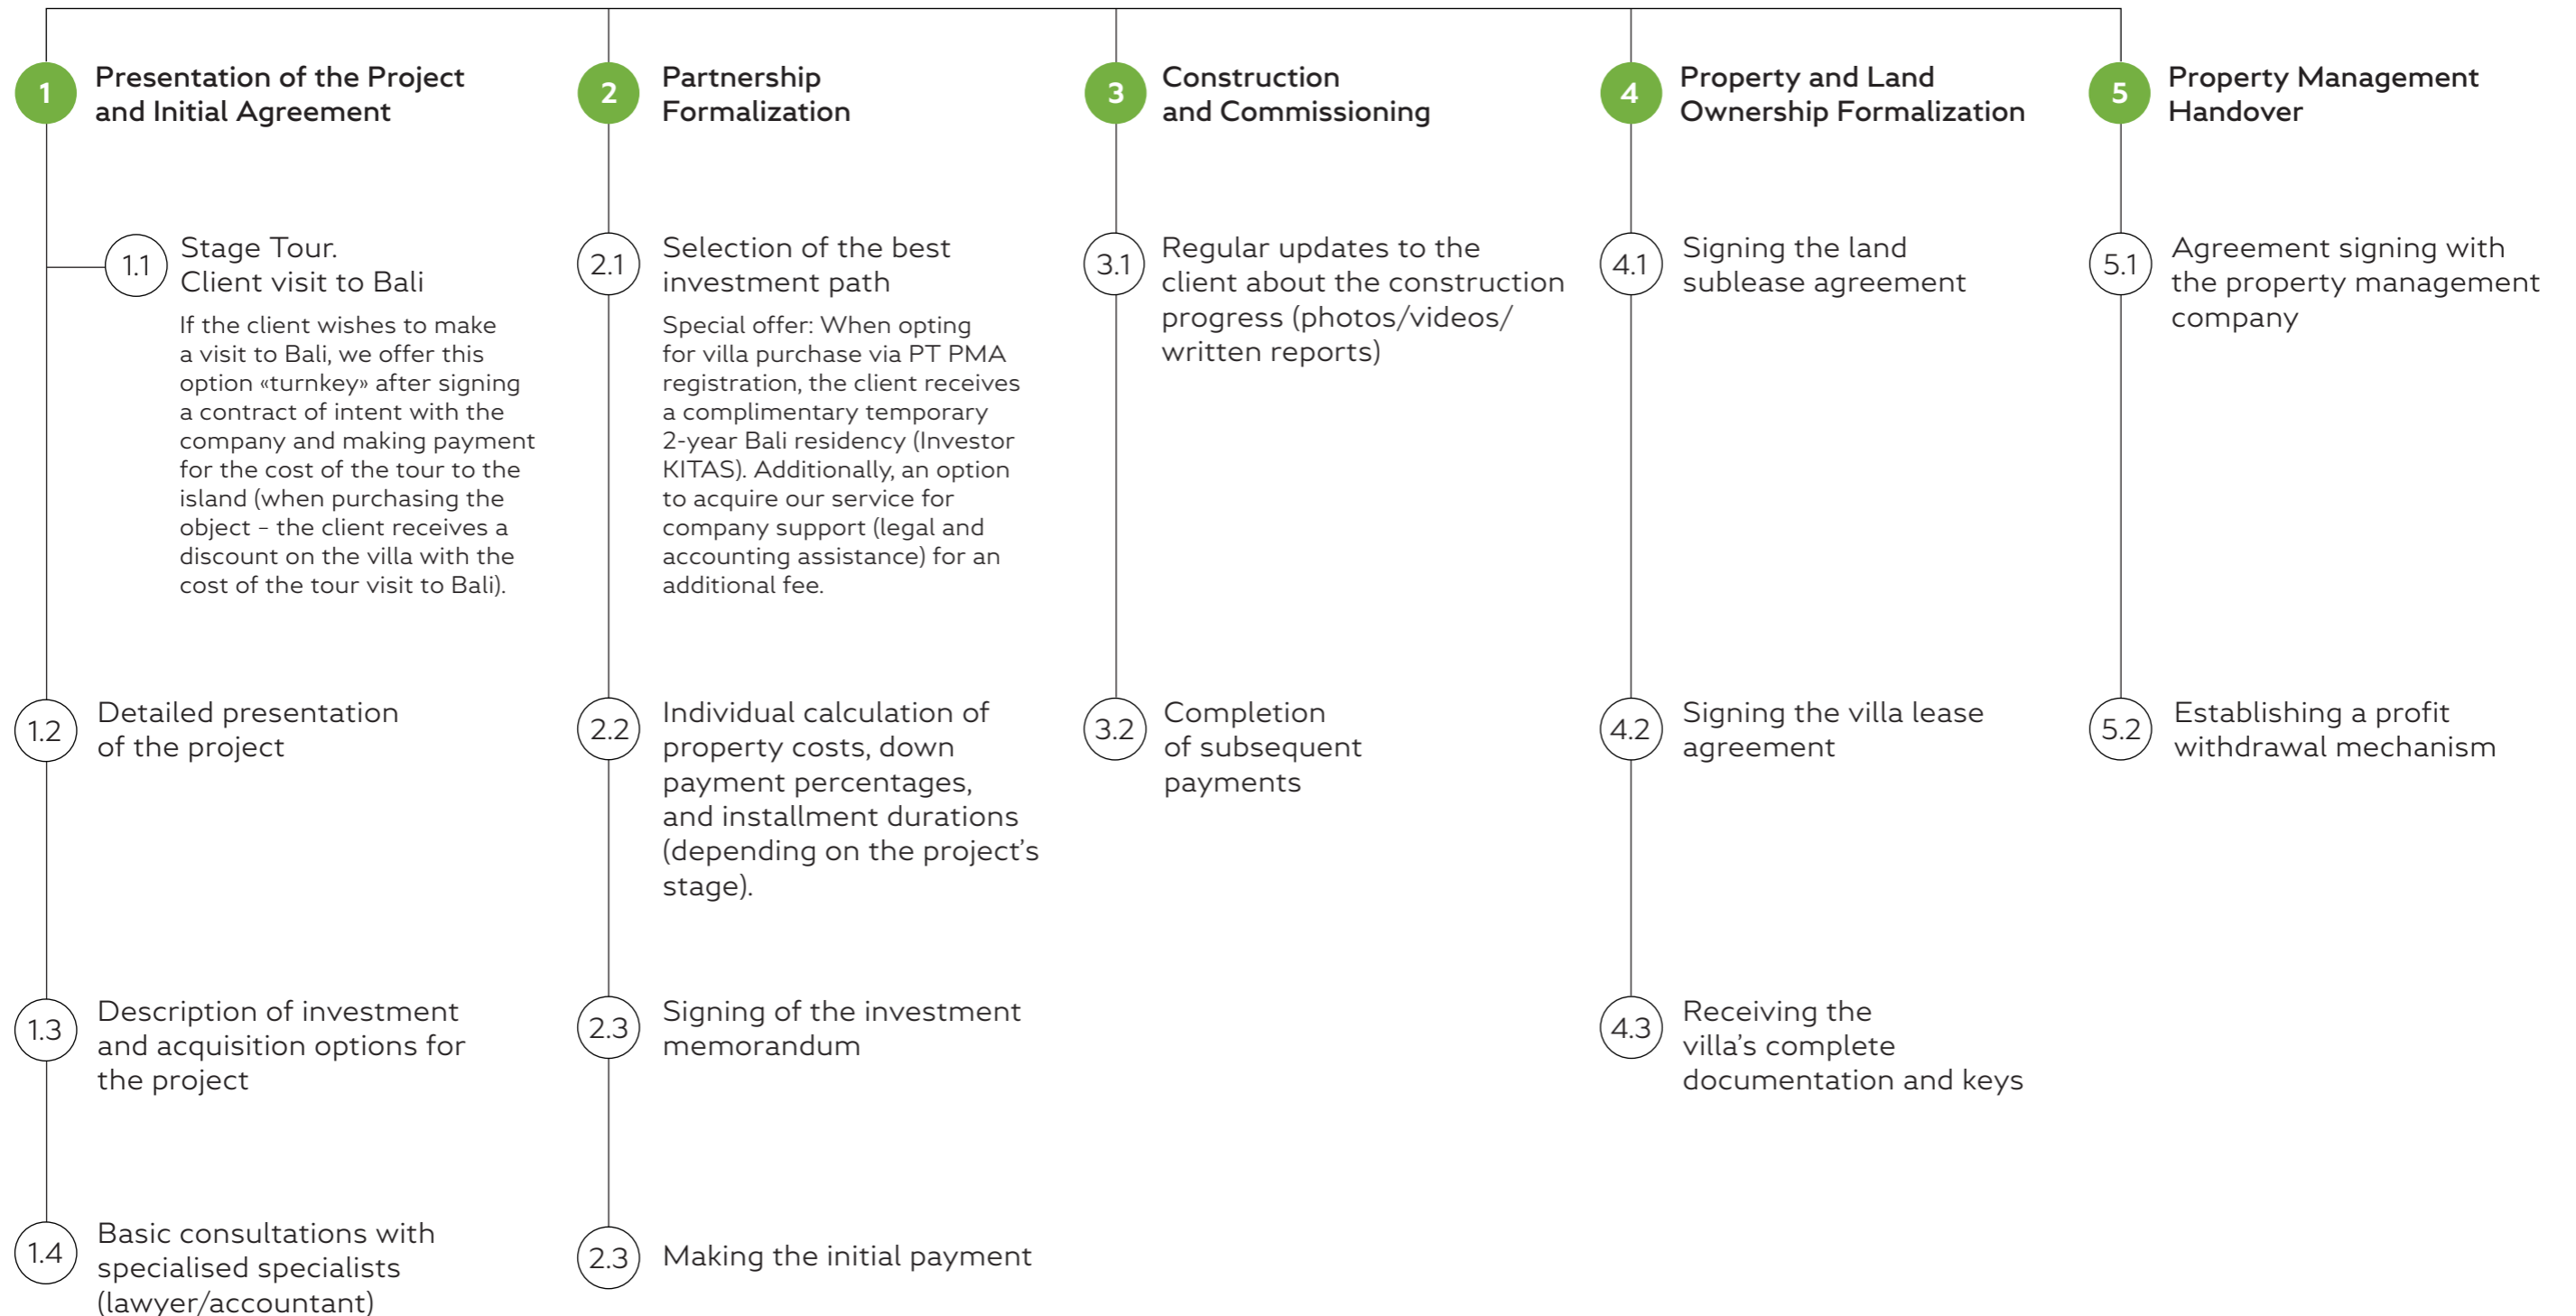 1
Presentation of the Project
and Initial Agreement
1.1
Stage Tour.
Client visit to Bali
If the client wishes to make
a visit to Bali, we offer this
option «turnkey» after signing
a contract of intent with the
company and making payment
for the cost of the tour to the
island (when purchasing the
object – the client receives a
discount on the villa with the
cost of the tour visit to Bali).
1.2
Detailed presentation
of the project
1.3
Description of investment
and acquisition options for
the project
1.4
Basic consultations with
specialised specialists
(lawyer/accountant)
2
Partnership
Formalization
2.1
Selection of the best
investment path
Special offer: When opting
for villa purchase via PT PMA
registration, the client receives
a complimentary temporary
2-year Bali residency (Investor
KITAS). Additionally, an option
to acquire our service for
company support (legal and
accounting assistance) for an
additional fee.
2.2
Individual calculation of
property costs, down
payment percentages,
and installment durations
(depending on the project’s
stage).
2.3
Signing of the investment
memorandum
2.3
Making the initial payment
3
Construction
and Commissioning
3.1
Regular updates to the
client about the construction
progress (photos/videos/
written reports)
3.2
Completion
of subsequent
payments
4
Property and Land
Ownership Formalization
4.1
Signing the land
sublease agreement
4.2
Signing the villa lease
agreement
4.3
Receiving the
villa’s complete
documentation and keys
5
Property Management
Handover
5.1
Agreement signing with
the property management
company
5.2
Establishing a profit
withdrawal mechanism